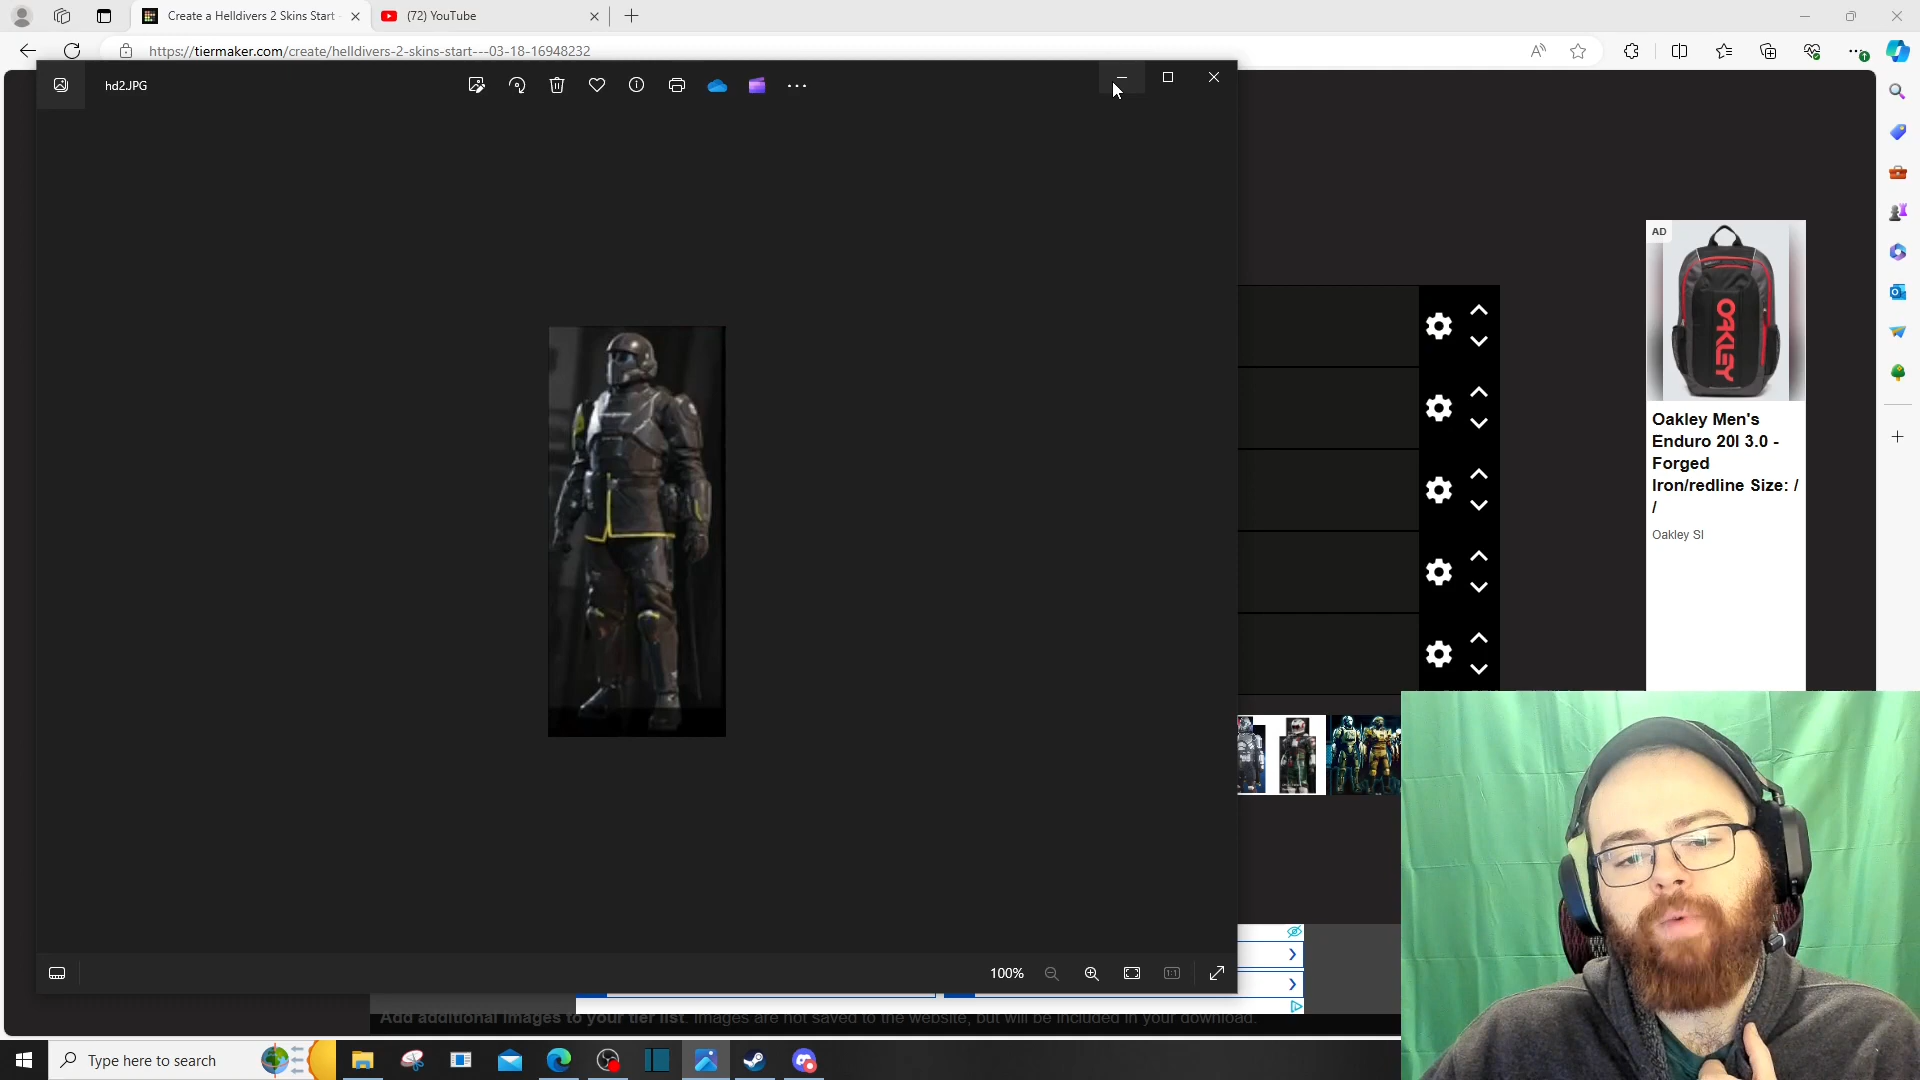 Create a Helldivers 2 Skins Start
(72) YouTube
https://tiermaker.com/create/helldivers-2-skins-start---03-18-16948232
hd2.JPG
AD
OAKLEY
Oakley Men's
Enduro 20l 3.0 -
Forged
Iron/redline Size: /
/
Oakley SI
100%
1:1
Add additional images to your tier list. Images are not saved to the website, but will be included in your download.
Type here to search